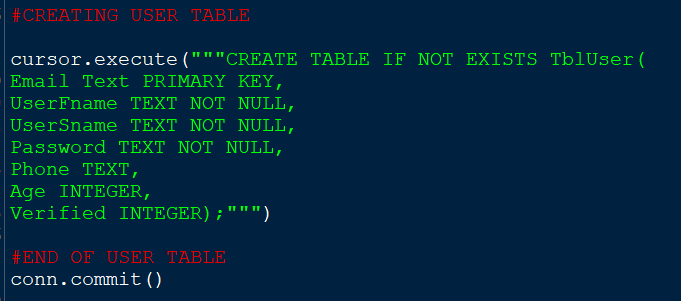 #CREATING USER TABLE
cursor.execute("""CREATE TABLE IF NOT EXISTS TblUser(
Email Text PRIMARY KEY,
UserFname TEXT NOT NULL,
UserSname TEXT NOT NULL,
Password TEXT NOT NULL,
Phone TEXT,
Age INTEGER,
Verified INTEGER);""")
#END OF USER TABLE
conn.commit()